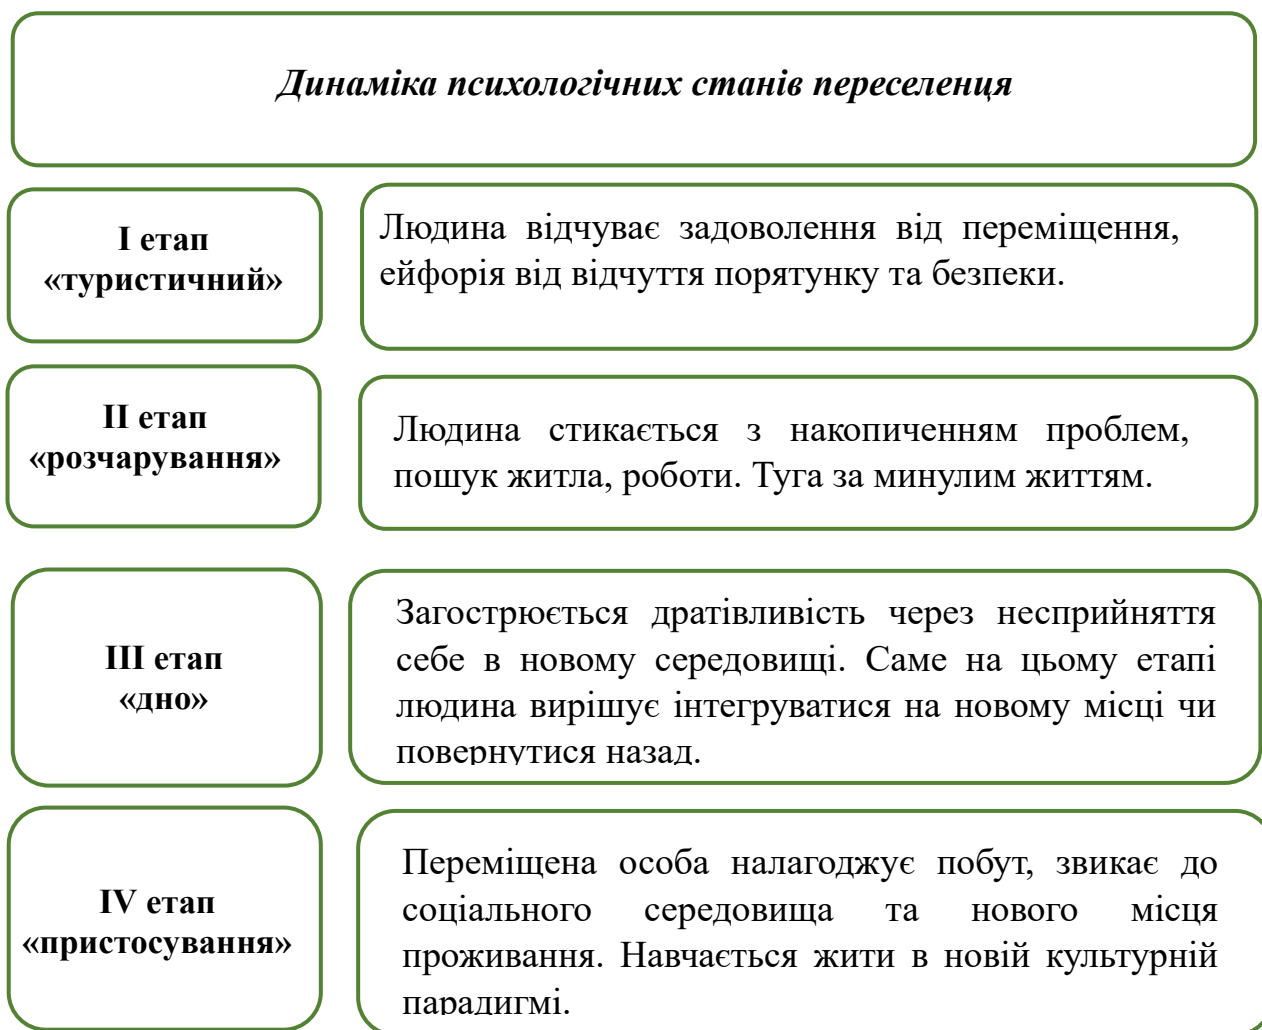 Динаміка психологічних станів переселенця
І етап
«туристичний»
Людина відчуває задоволення від переміщення,
ейфорія від відчуття порятунку та безпеки.
ІІ етап
«розчарування»
Людина стикається з накопиченням проблем,
пошук житла, роботи. Туга за минулим життям.
ІІІ етап
«дно»
Загострюється дратівливість через несприйняття
себе в новому середовищі. Саме на цьому етапі
людина вирішує інтегруватися на новому місці чи
повернутися назад.
IV етап
«пристосування»
Переміщена особа налагоджує побут, звикає до
соціального середовища та нового місця
проживання. Навчається жити в новій культурній
парадигмі.